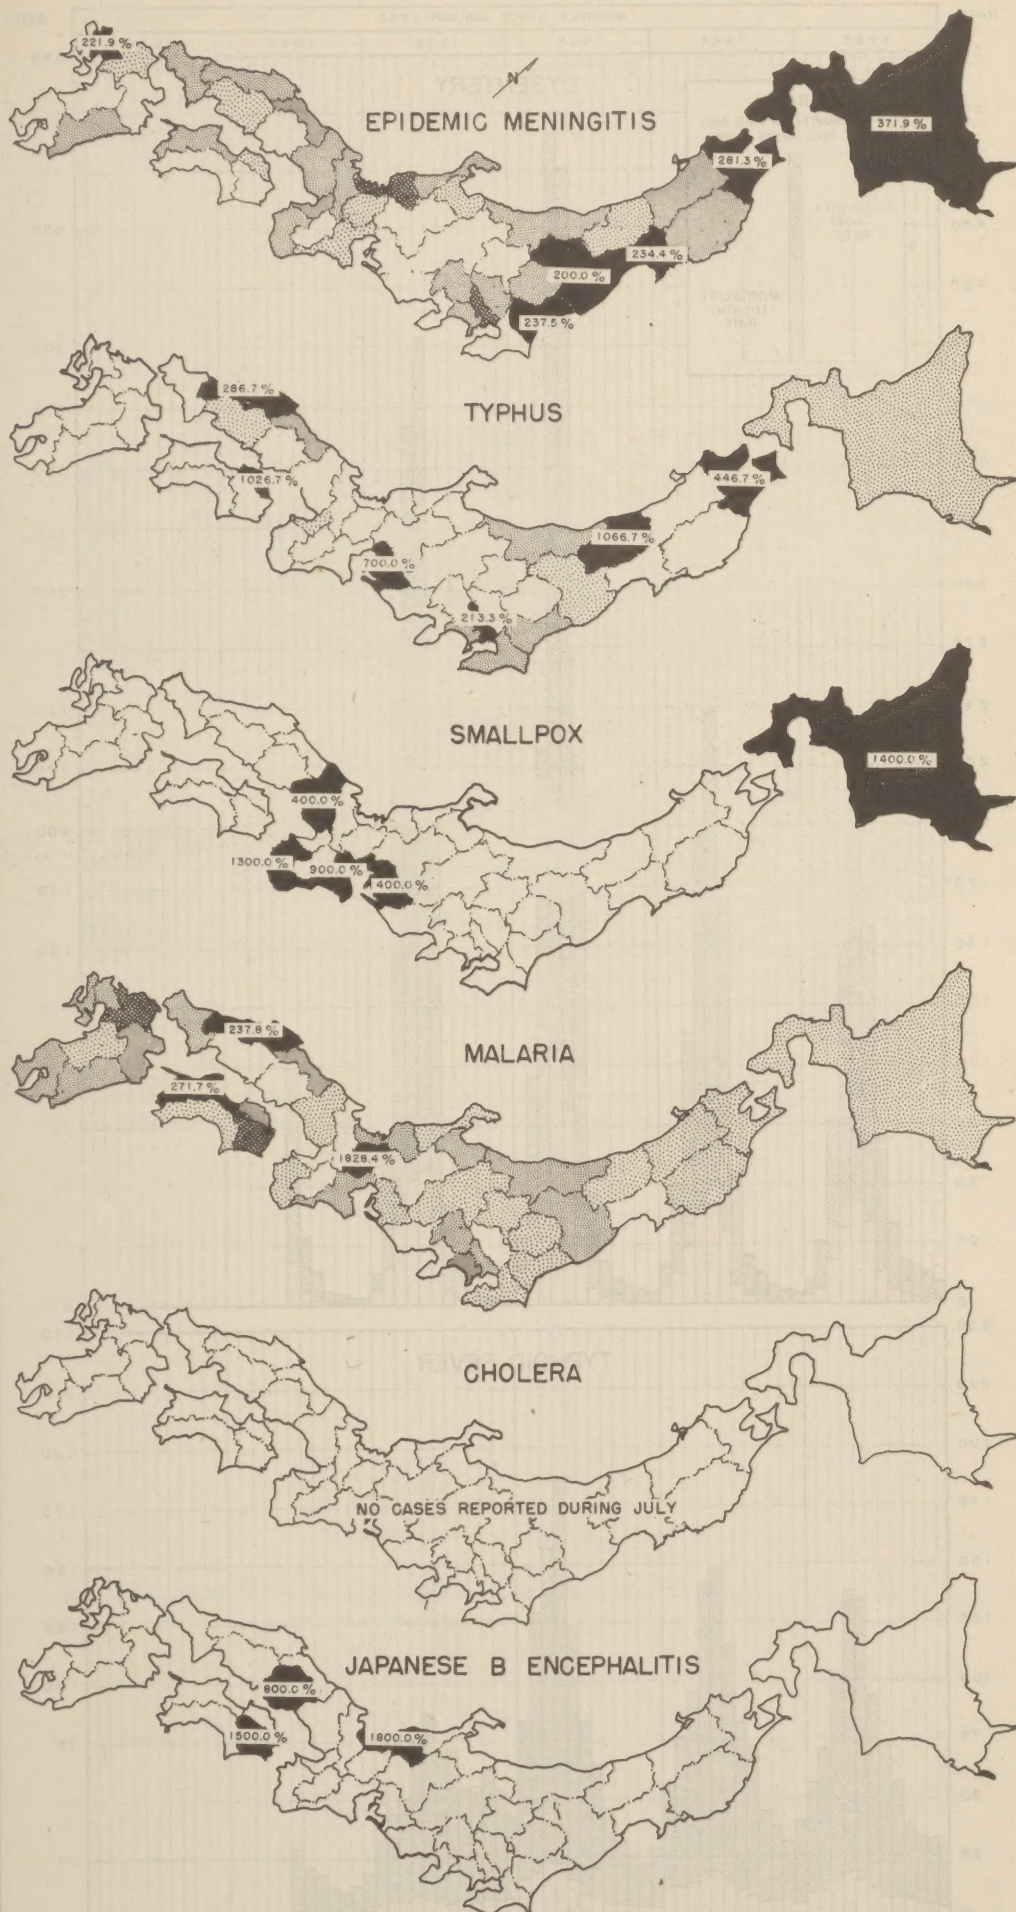 221.9 %
N
EPIDEMIC MENINGITIS
371.9 %
281.3 %
234.4 %
200.0 %
237.5 %
286.7 %
TYPHUS
1026.7 %
446.7 %
1066.7 %
700.0 %
213.3 %
SMALLPOX
1400.0 %
400.0 %
1300.0 %
900.0 %
400.0 %
237.8 %
MALARIA
271.7 %
1828.4 %
CHOLERA
NO CASES REPORTED DURING JULY
JAPANESE B ENCEPHALITIS
800.0 %
1500.0 %
1800.0 %